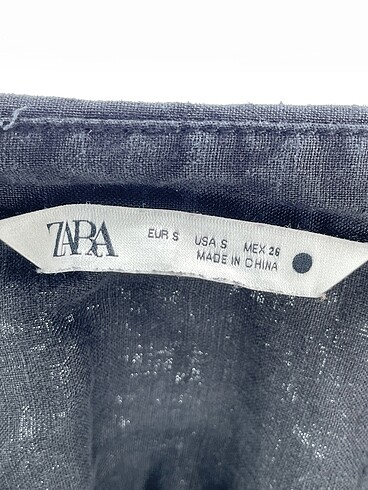 ZARA
EUR S USA S MEX 26
MADE IN CHINA